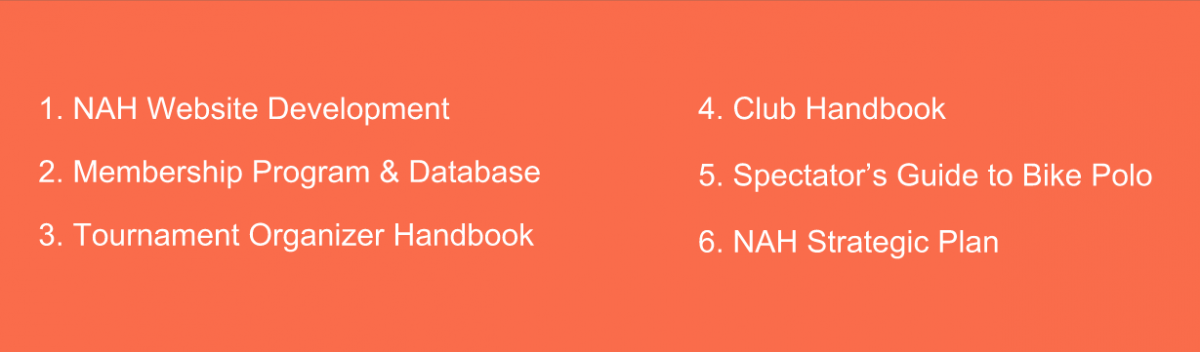 1. NAH Website Development
2. Membership Program & Database
3. Tournament Organizer Handbook
4. Club Handbook
5. Spectator’s Guide to Bike Polo
6. NAH Strategic Plan